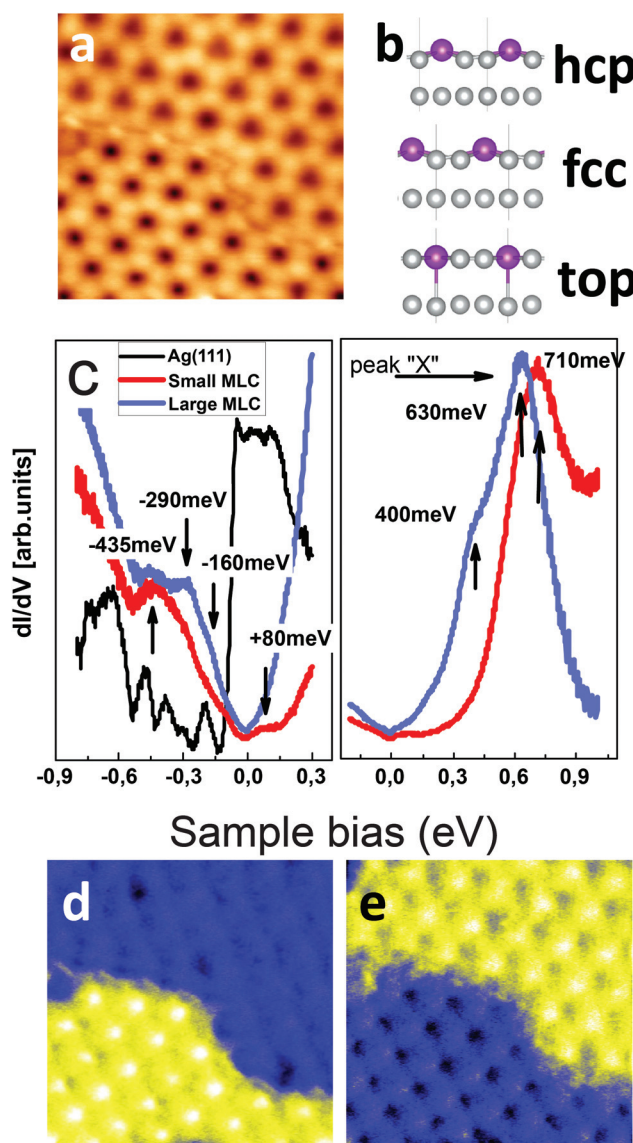 a
b
hcp
fcc
top
C
Ag(111)
Small MLC
Large MLC
-290meV
-435meV
-160meV
+80meV
dI/dV [arb.units]
-0,9 -0,6 -0,3 0,0 0,3
peak "X"
710meV
630meV
400meV
0,0 0,3 0,6 0,9
Sample bias (eV)
d
e